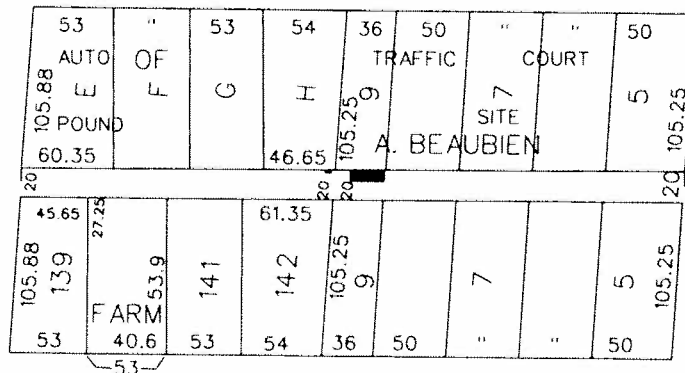 53 " 53 54 36 50 " " 50
AUTO OF TRAFFIC COURT
105.88 E F G H 9 7 5
SITE
POUND 105.25 A. BEAUBIEN 105.25
60.35 46.65
20 20 20 20
45.65 27.25 61.35
105.88 139 53.9 141 142 105.25 9 7 5 105.25
FARM
53 40.6 53 54 36 50 " " 50
53